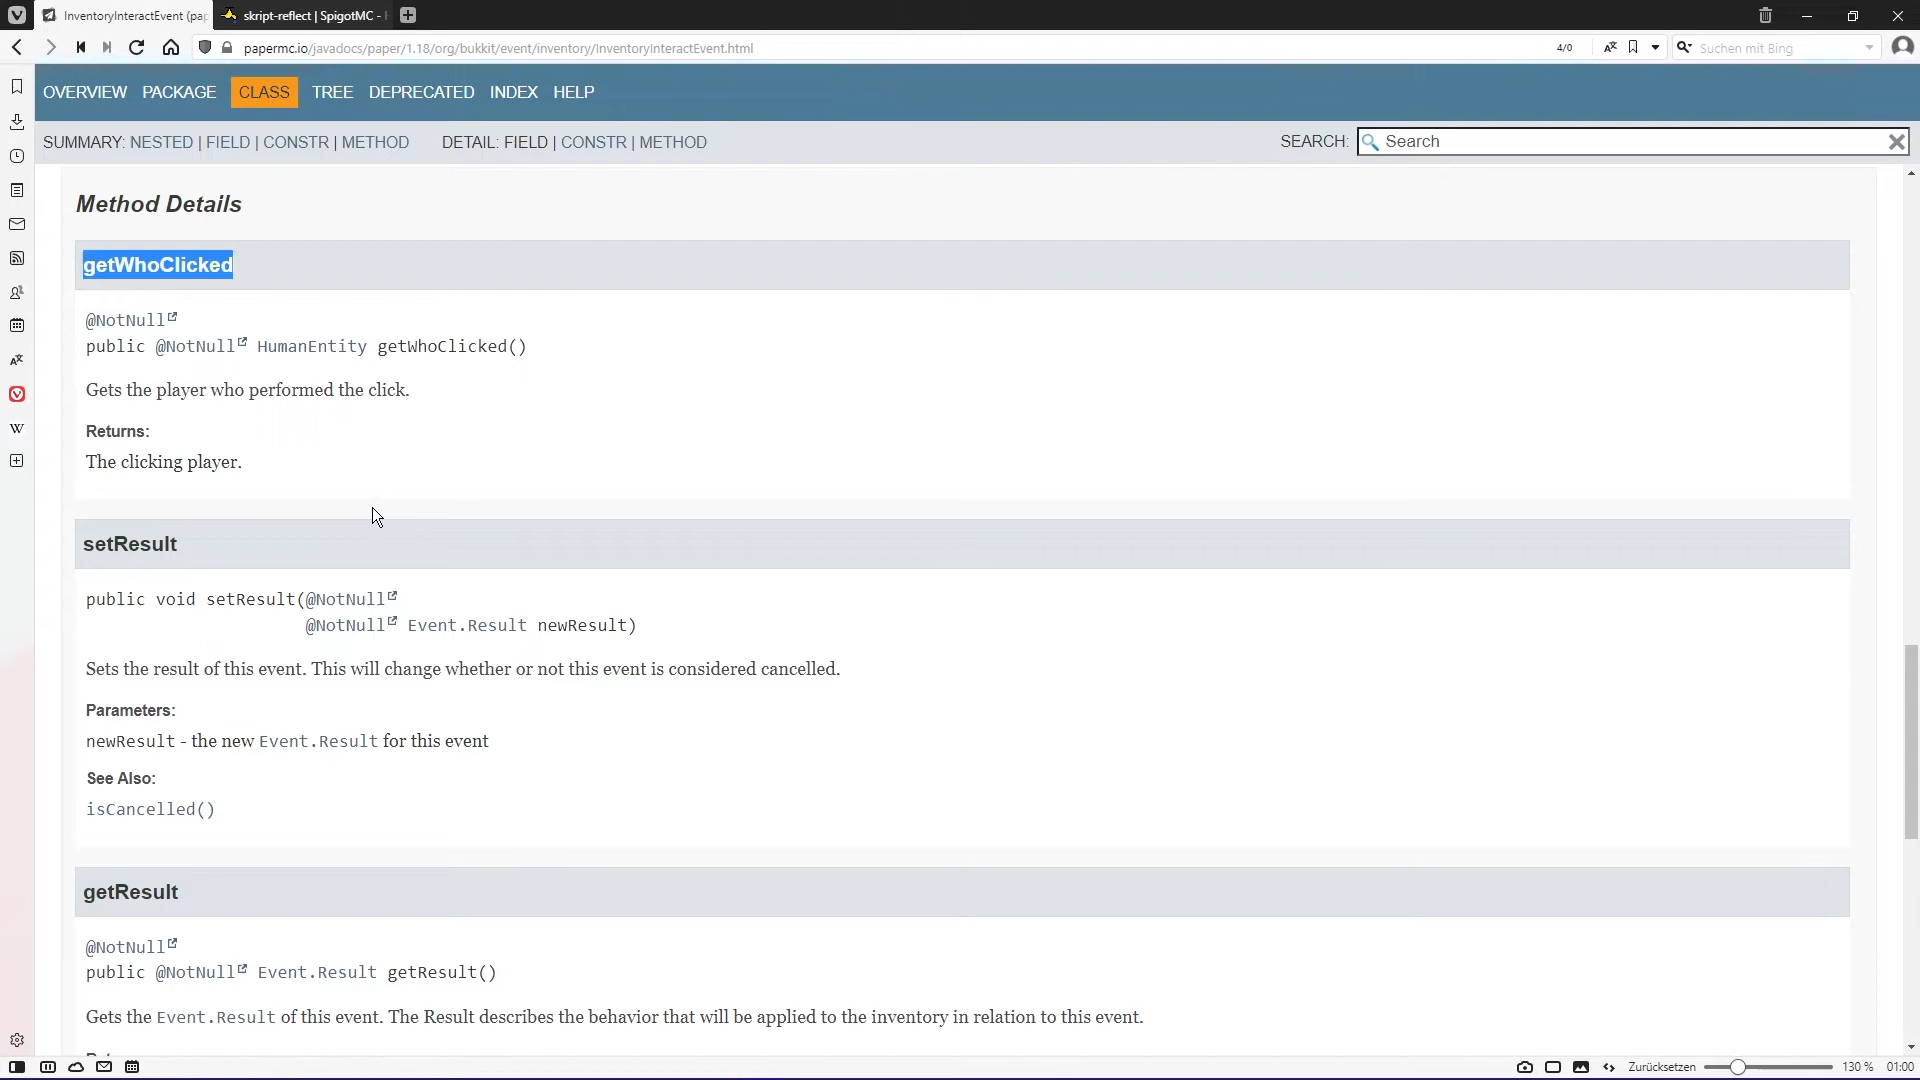 InventoryInteractEvent (pap
skript-reflect | SpigotMC -
papermc.io/javadocs/paper/1.18/org/bukkit/event/inventory/InventoryInteractEvent.html
4/0
Suchen mit Bing
OVERVIEW PACKAGE CLASS TREE DEPRECATED INDEX HELP
SUMMARY: NESTED | FIELD | CONSTR | METHOD DETAIL: FIELD | CONSTR | METHOD
SEARCH: Search
Method Details
getWhoClicked
@NotNull
public @NotNull HumanEntity getWhoClicked()
Gets the player who performed the click.
Returns:
The clicking player.
setResult
public void setResult(@NotNull
@NotNull Event.Result newResult)
Sets the result of this event. This will change whether or not this event is considered cancelled.
Parameters:
newResult - the new Event.Result for this event
See Also:
isCancelled()
getResult
@NotNull
public @NotNull Event.Result getResult()
Gets the Event.Result of this event. The Result describes the behavior that will be applied to the inventory in relation to this event.
Zurücksetzen 130 % 01:00